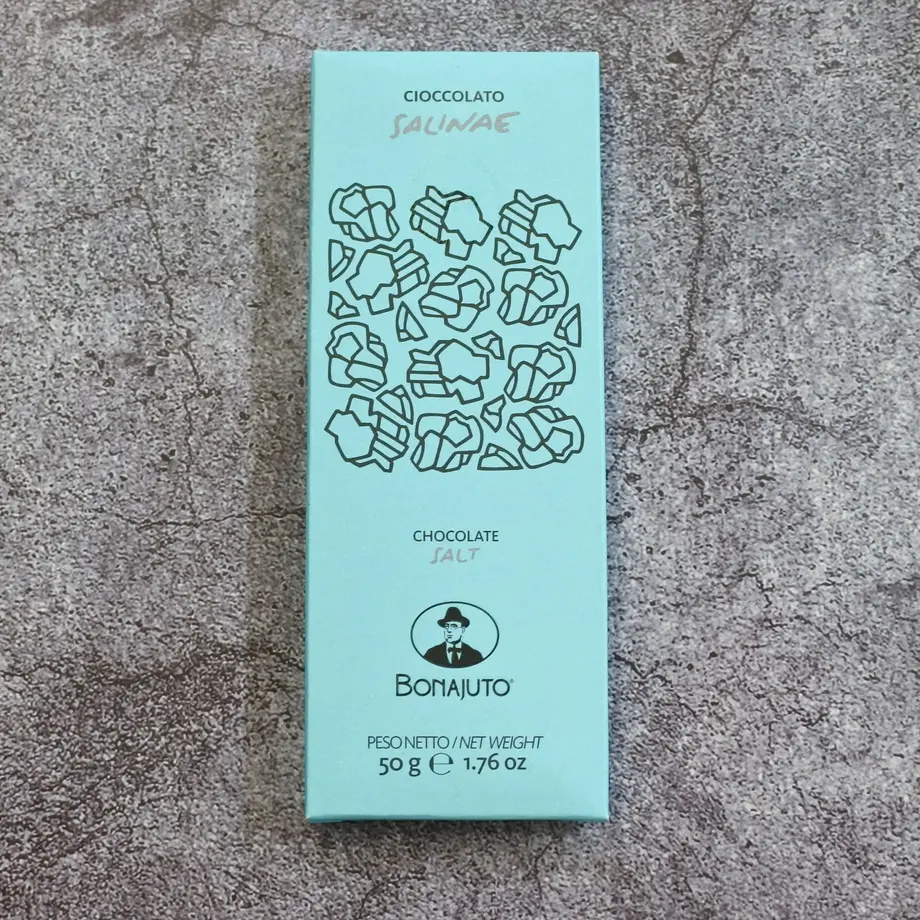 CIOCCOLATO
SALINAE
CHOCOLATE
SALT
BONAJUTO®
PESO NETTO / NET WEIGHT
50 g ℮ 1.76 oz